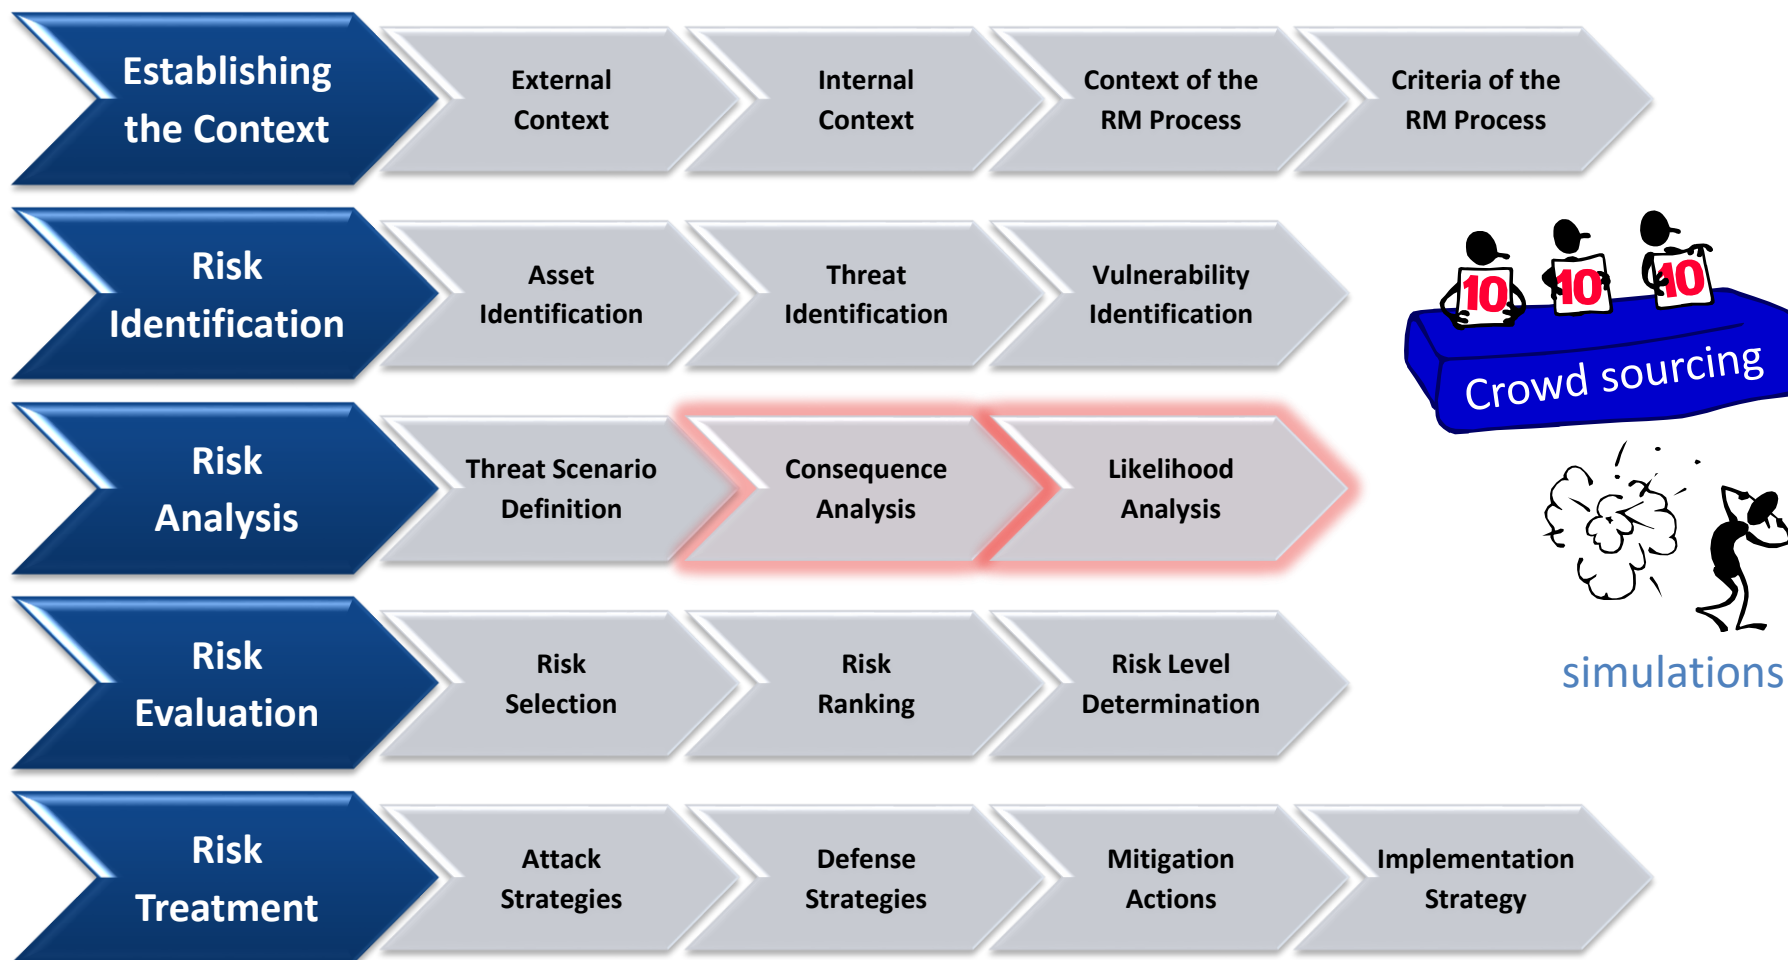 Establishing
the Context
External
Context
Internal
Context
Context of the
RM Process
Criteria of the
RM Process
Risk
Identification
Asset
Identification
Threat
Identification
Vulnerability
Identification
10
10
10
Crowd sourcing
Risk
Analysis
Threat Scenario
Definition
Consequence
Analysis
Likelihood
Analysis
simulations
Risk
Evaluation
Risk
Selection
Risk
Ranking
Risk Level
Determination
Risk
Treatment
Attack
Strategies
Defense
Strategies
Mitigation
Actions
Implementation
Strategy